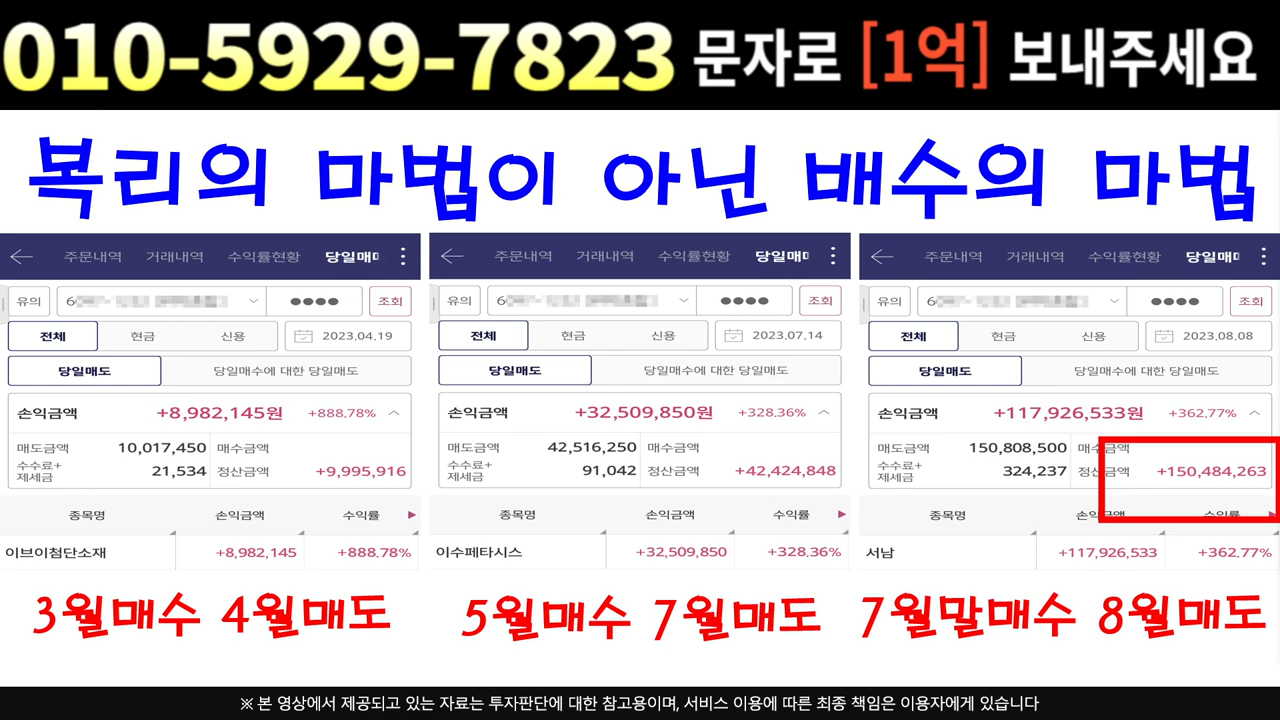 010-5929-7823 문자로 [1억] 보내주세요
복리의 마법이 아닌 배수의 마법
주문내역 거래내역 수익률현황 당일매
유의 6 ●●●● 조회
전체 현금 신용 2023.04.19
당일매도 당일매수에 대한 당일매도
손익금액 +8,982,145원 +888.78%
매도금액 10,017,450 매수금액
수수료+제세금 21,534 정산금액 +9,995,916
종목명 손익금액 수익률
이브이첨단소재 +8,982,145 +888.78%
3월매수 4월매도
주문내역 거래내역 수익률현황 당일매
유의 6 ●●●● 조회
전체 현금 신용 2023.07.14
당일매도 당일매수에 대한 당일매도
손익금액 +32,509,850원 +328.36%
매도금액 42,516,250 매수금액
수수료+제세금 91,042 정산금액 +42,424,848
종목명 손익금액 수익률
이수페타시스 +32,509,850 +328.36%
5월매수 7월매도
주문내역 거래내역 수익률현황 당일매
유의 6 ●●●● 조회
전체 현금 신용 2023.08.08
당일매도 당일매수에 대한 당일매도
손익금액 +117,926,533원 +362.77%
매도금액 150,808,500 매수금액
수수료+제세금 324,237 정산금액 +150,484,263
종목명 손익금액 수익률
서남 +117,926,533 +362.77%
7월말매수 8월매도
※ 본 영상에서 제공되고 있는 자료는 투자판단에 대한 참고용이며, 서비스 이용에 따른 최종 책임은 이용자에게 있습니다